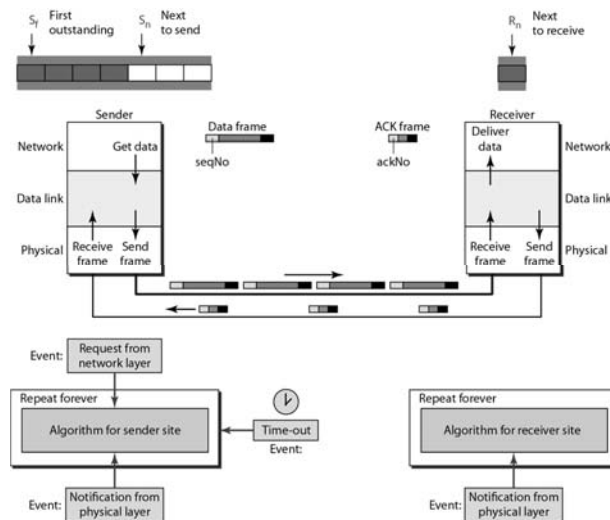 Sf First outstanding
Sn Next to send
Rn Next to receive
Sender
Receiver
Data frame
ACK frame
seqNo
ackNo
Network
Get data
Deliver
data
Network
Data link
Data link
Physical
Receive
frame
Send
frame
Receive
frame
Send
frame
Physical
Event:
Request from
network layer
Repeat forever
Algorithm for sender site
Time-out
Event:
Event:
Notification from
physical layer
Repeat forever
Algorithm for receiver site
Event:
Notification from
physical layer